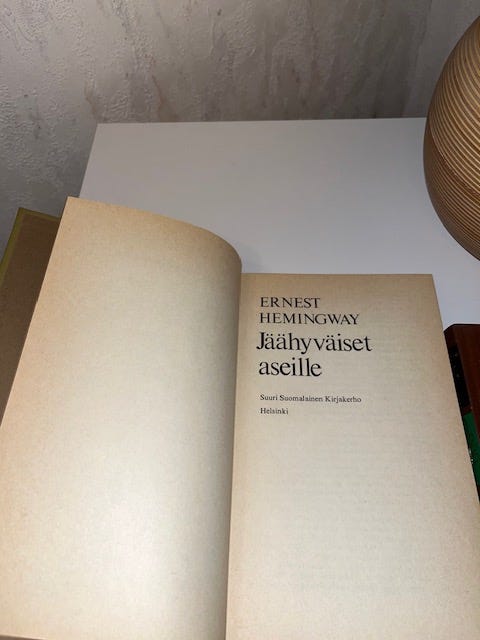 ERNEST
HEMINGWAY
Jäähyväiset
aseille
Suuri Suomalainen Kirjakerho
Helsinki